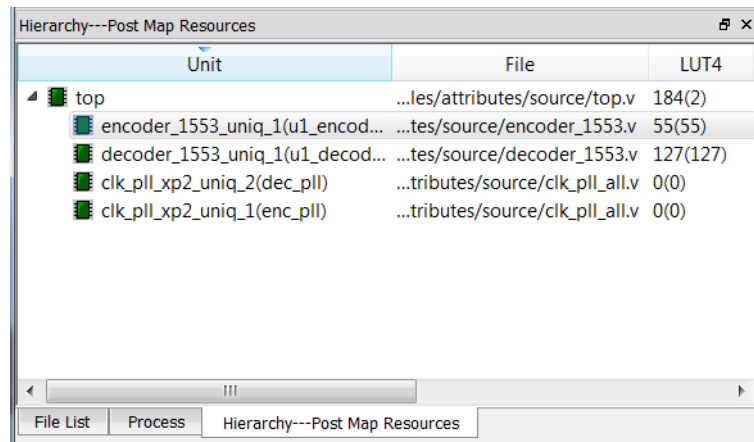 Hierarchy---Post Map Resources
Unit File LUT4
top ...les/attributes/source/top.v 184(2)
encoder_1553_uniq_1(u1_encod... ...tes/source/encoder_1553.v 55(55)
decoder_1553_uniq_1(u1_decod... ...tes/source/decoder_1553.v 127(127)
clk_pll_xp2_uniq_2(dec_pll) ...tributes/source/clk_pll_all.v 0(0)
clk_pll_xp2_uniq_1(enc_pll) ...tributes/source/clk_pll_all.v 0(0)
File List Process Hierarchy---Post Map Resources